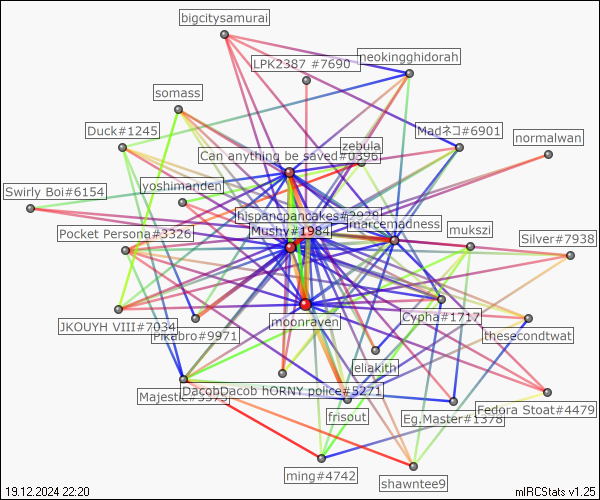 bigcitysamurai
neokingghidorah
LPK2387 #7690
somass
Duck#1245
Madネコ#6901
zebula
normalwan
Can anything be saved#0396
yoshimanden
Swirly Boi#6154
hispancpancakes#2929
marcemadness
Mushy#1984
Pocket Persona#3326
mukszi
Silver#7938
Cypha#1717
moonraven
JKOUYH VIII#7034
Pikabro#9971
thesecondtwat
eliakith
DacobDacob hORNY police#5271
Majestic#3373
frisout
Eg.Master#1378
Fedora Stoat#4479
ming#4742
shawntee9
19.12.2024 22:20
mIRCStats v1.25